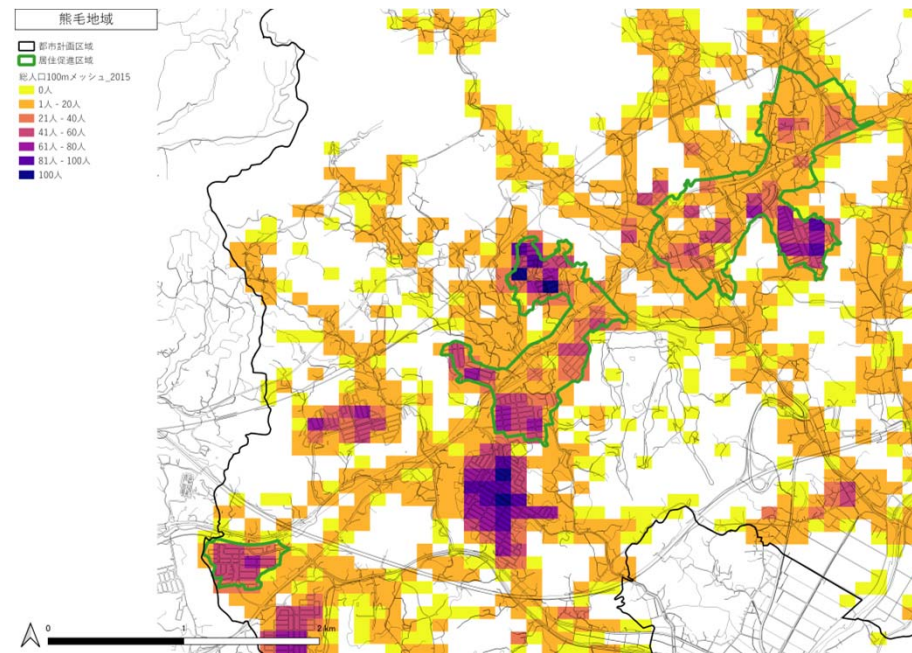 熊毛地域
都市計画区域
居住促進区域
総人口100mメッシュ_2015
0人
1人 - 20人
21人 - 40人
41人 - 60人
61人 - 80人
81人 - 100人
100人
0 1 2 km